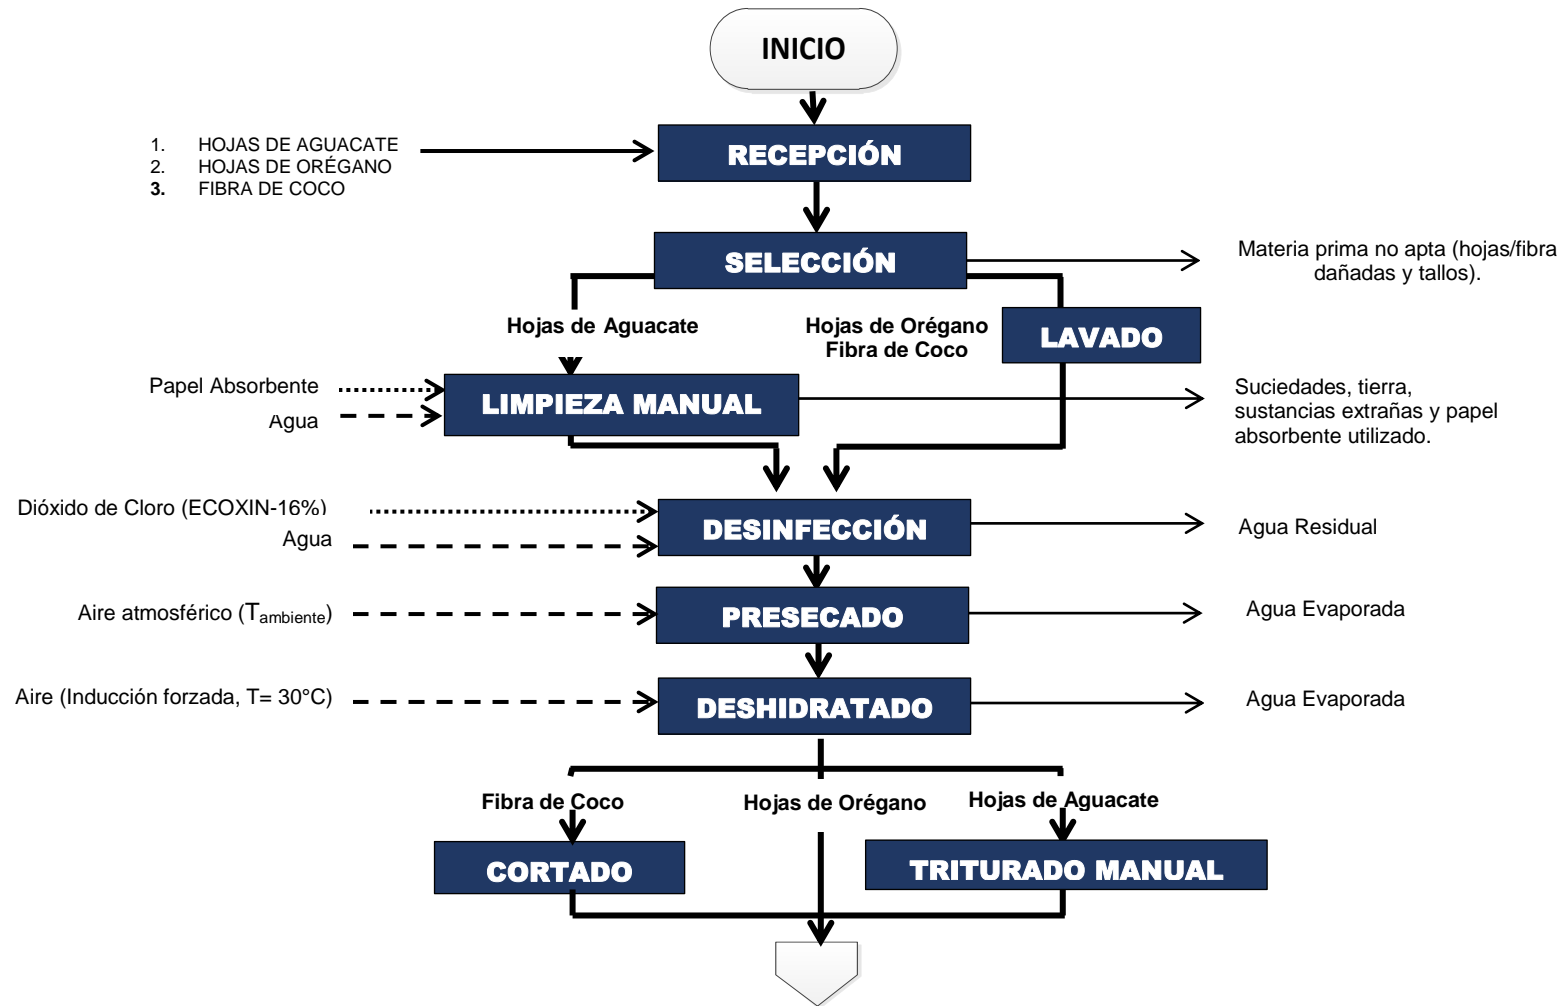 INICIO
1. HOJAS DE AGUACATE
2. HOJAS DE ORÉGANO
3. FIBRA DE COCO
RECEPCIÓN
SELECCIÓN
Materia prima no apta (hojas/fibra
dañadas y tallos).
Hojas de Aguacate
Hojas de Orégano
Fibra de Coco
LAVADO
Papel Absorbente
Agua
LIMPIEZA MANUAL
Suciedades, tierra,
sustancias extrañas y papel
absorbente utilizado.
Dióxido de Cloro (ECOXIN-16%)
Agua
DESINFECCIÓN
Agua Residual
Aire atmosférico (Tambiente)
PRESECADO
Agua Evaporada
Aire (Inducción forzada, T= 30°C)
DESHIDRATADO
Agua Evaporada
Fibra de Coco
Hojas de Orégano
Hojas de Aguacate
CORTADO
TRITURADO MANUAL